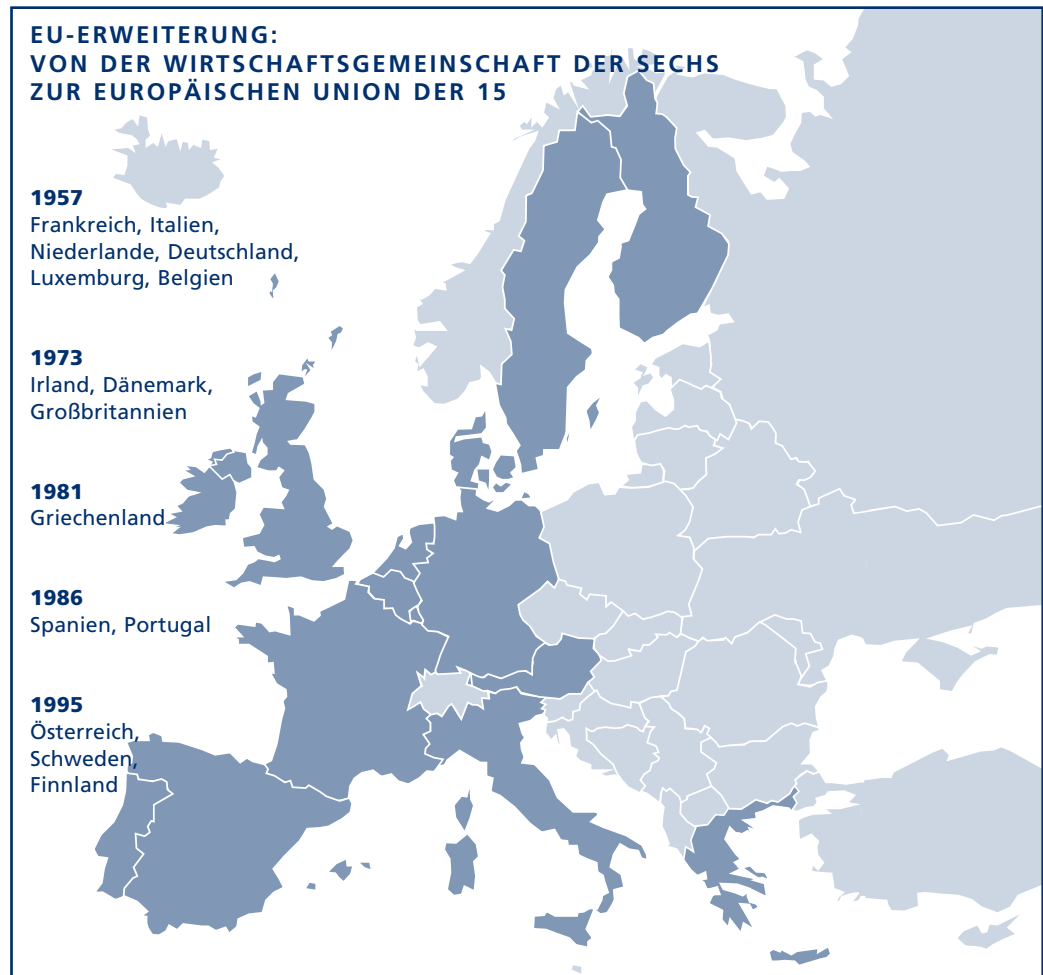 EU-ERWEITERUNG:
VON DER WIRTSCHAFTSGEMEINSCHAFT DER SECHS
ZUR EUROPÄISCHEN UNION DER 15
1957
Frankreich, Italien,
Niederlande, Deutschland,
Luxemburg, Belgien
1973
Irland, Dänemark,
Großbritannien
1981
Griechenland
1986
Spanien, Portugal
1995
Österreich,
Schweden,
Finnland